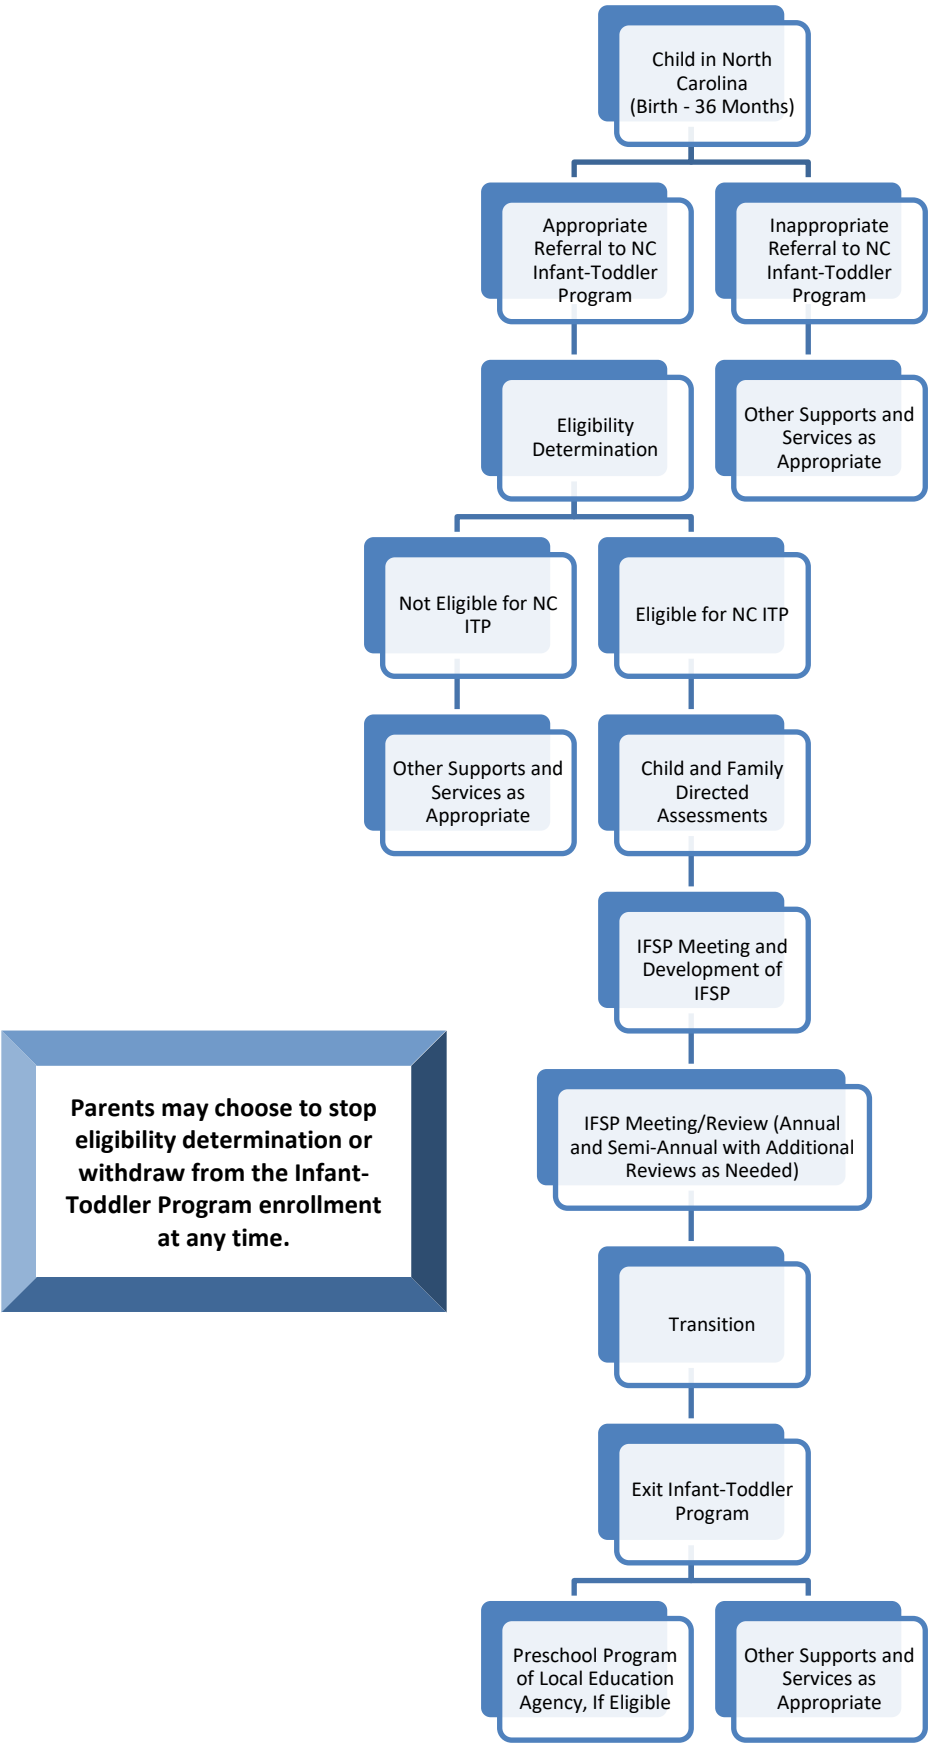 Child in North
Carolina
(Birth - 36 Months)
Appropriate
Referral to NC
Infant-Toddler
Program
Inappropriate
Referral to NC
Infant-Toddler
Program
Eligibility
Determination
Other Supports and
Services as
Appropriate
Not Eligible for NC
ITP
Eligible for NC ITP
Other Supports and
Services as
Appropriate
Child and Family
Directed
Assessments
IFSP Meeting and
Development of
IFSP
Parents may choose to stop
eligibility determination or
withdraw from the Infant-
Toddler Program enrollment
at any time.
IFSP Meeting/Review (Annual
and Semi-Annual with Additional
Reviews as Needed)
Transition
Exit Infant-Toddler
Program
Preschool Program
of Local Education
Agency, If Eligible
Other Supports and
Services as
Appropriate